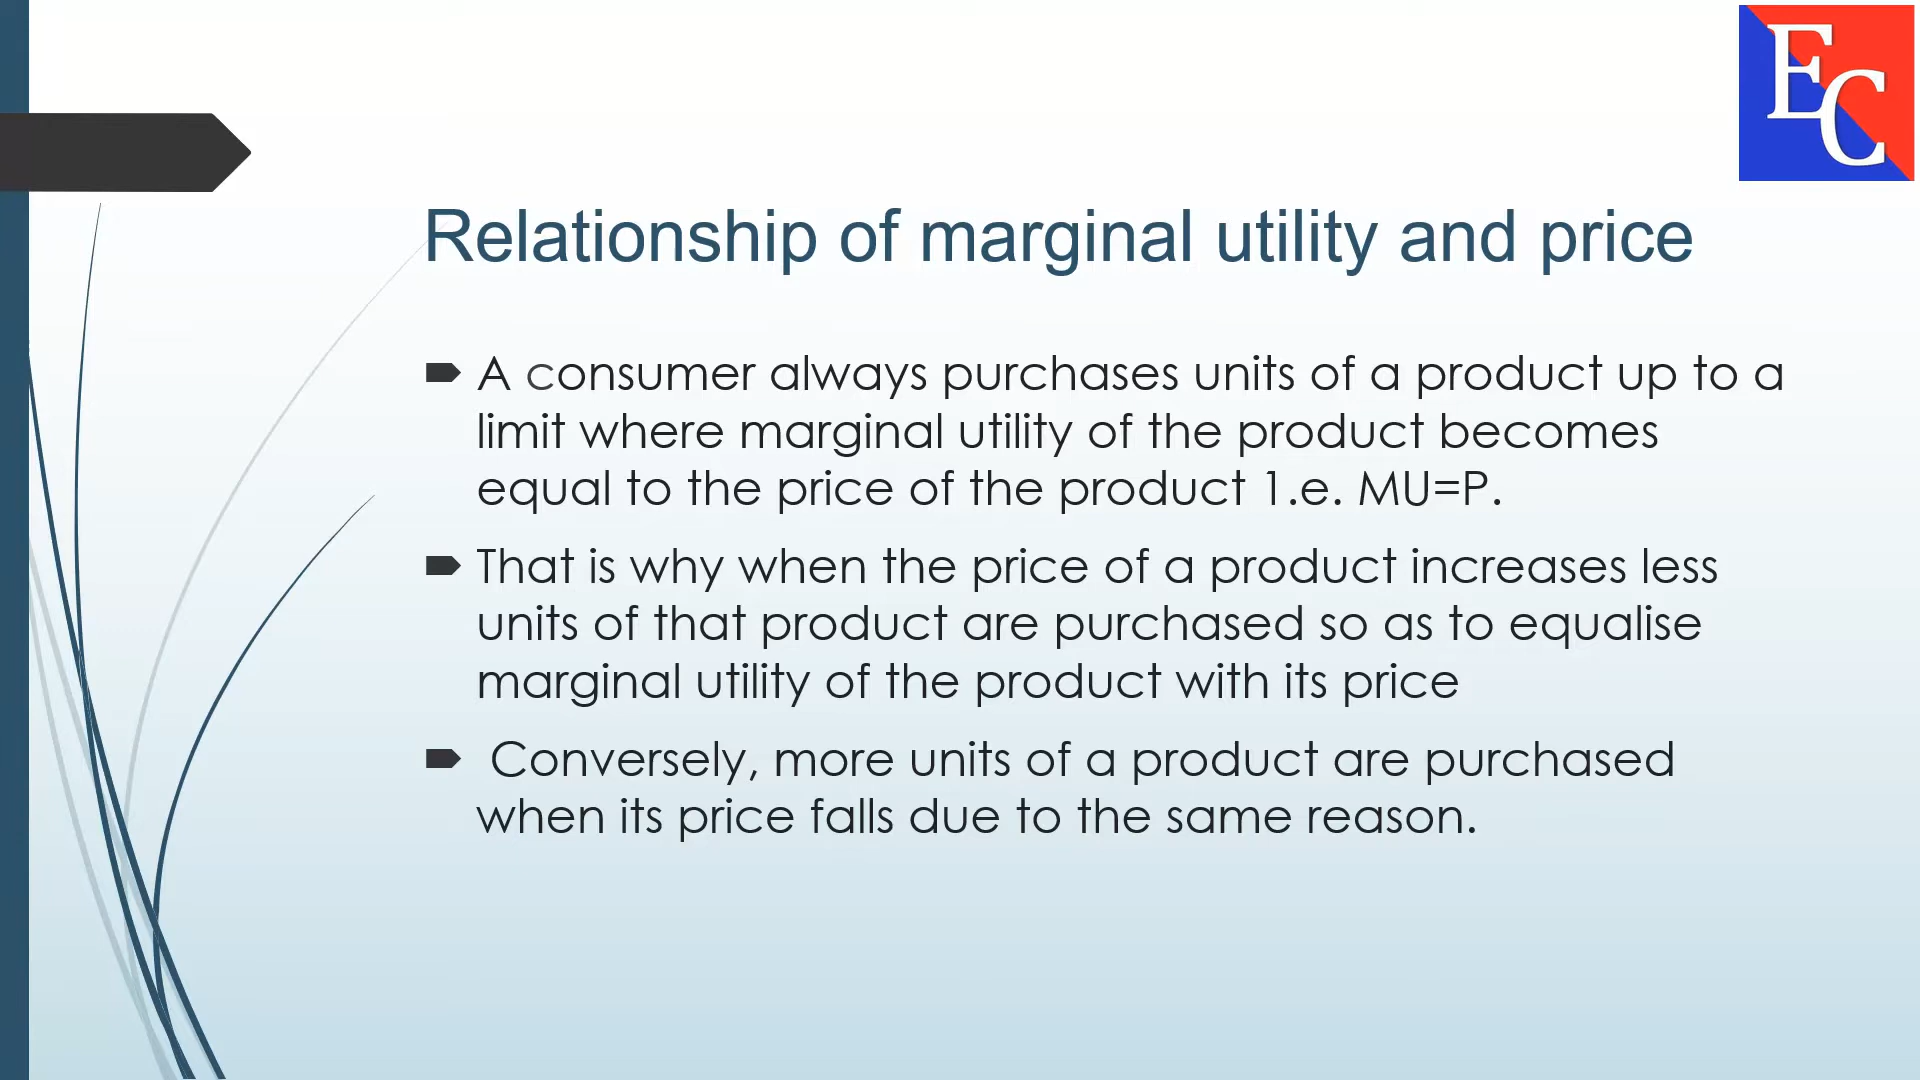 EC
Relationship of marginal utility and price
A consumer always purchases units of a product up to a
limit where marginal utility of the product becomes
equal to the price of the product 1.e. MU=P.
That is why when the price of a product increases less
units of that product are purchased so as to equalise
marginal utility of the product with its price
Conversely, more units of a product are purchased
when its price falls due to the same reason.